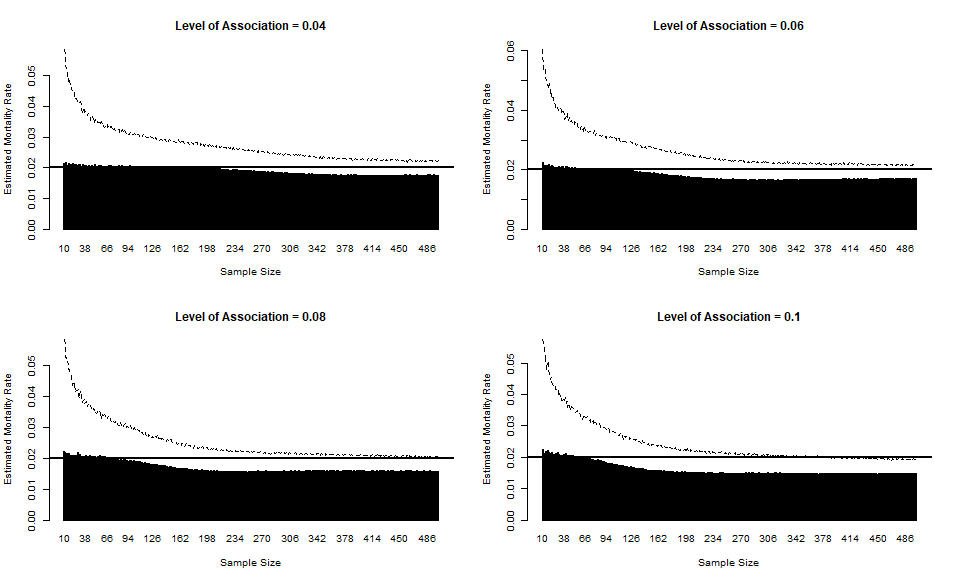 Level of Association = 0.04
Estimated Mortality Rate
0.00 0.01 0.02 0.03 0.04 0.05
10 38 66 94 126 162 198 234 270 306 342 378 414 450 486
Sample Size
Level of Association = 0.06
Estimated Mortality Rate
0.00 0.02 0.04 0.06
10 38 66 94 126 162 198 234 270 306 342 378 414 450 486
Sample Size
Level of Association = 0.08
Estimated Mortality Rate
0.00 0.01 0.02 0.03 0.04 0.05
10 38 66 94 126 162 198 234 270 306 342 378 414 450 486
Sample Size
Level of Association = 0.1
Estimated Mortality Rate
0.00 0.01 0.02 0.03 0.04 0.05
10 38 66 94 126 162 198 234 270 306 342 378 414 450 486
Sample Size